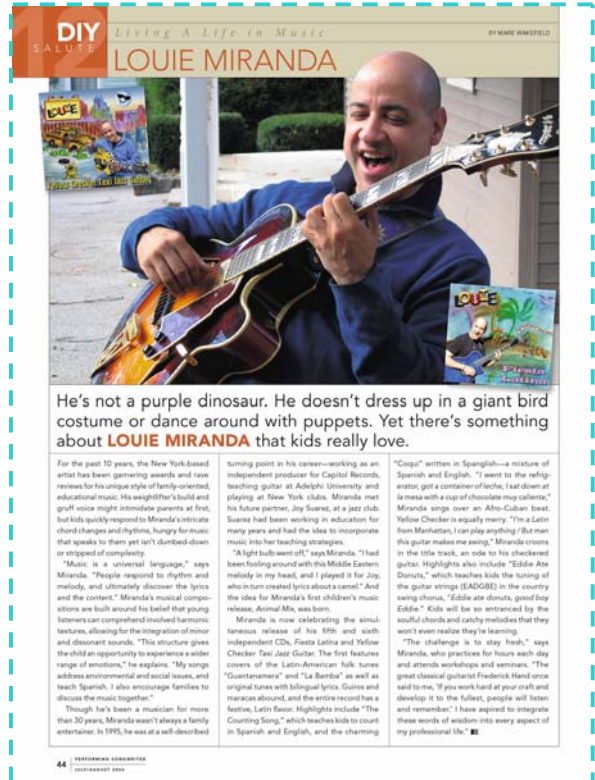 12
DIY
SALUTE
Living A Life in Music
BY MARE WAKEFIELD
LOUIE MIRANDA
LOUIE
Yellow Checker Taxi Jazz Guitar
LOUIE
Fiesta
Latina
He's not a purple dinosaur. He doesn't dress up in a giant bird
costume or dance around with puppets. Yet there's something
about LOUIE MIRANDA that kids really love.
For the past 10 years, the New York-based
artist has been garnering awards and rave
reviews for his unique style of family-oriented,
educational music. His weightlifter's build and
gruff voice might intimidate parents at first,
but kids quickly respond to Miranda's intricate
chord changes and rhythms, hungry for music
that speaks to them yet isn't dumbed-down
or stripped of complexity.
"Music is a universal language," says
Miranda. "People respond to rhythm and
melody, and ultimately discover the lyrics
and the content." Miranda's musical compo-
sitions are built around his belief that young
listeners can comprehend involved harmonic
textures, allowing for the integration of minor
and dissonant sounds. "This structure gives
the child an opportunity to experience a wider
range of emotions," he explains. "My songs
address environmental and social issues, and
teach Spanish. I also encourage families to
discuss the music together."
Though he's been a musician for more
than 30 years, Miranda wasn't always a family
entertainer. In 1995, he was at a self-described
turning point in his career—working as an
independent producer for Capitol Records,
teaching guitar at Adelphi University and
playing at New York clubs. Miranda met
his future partner, Joy Suarez, at a jazz club.
Suarez had been working in education for
many years and had the idea to incorporate
music into her teaching strategies.
"A light bulb went off," says Miranda. "I had
been fooling around with this Middle Eastern
melody in my head, and I played it for Joy,
who in turn created lyrics about a camel." And
the idea for Miranda's first children's music
release, Animal Mix, was born.
Miranda is now celebrating the simul-
taneous release of his fifth and sixth
independent CDs, Fiesta Latina and Yellow
Checker Taxi Jazz Guitar. The first features
covers of the Latin-American folk tunes
"Guantanamera" and "La Bamba" as well as
original tunes with bilingual lyrics. Guiros and
maracas abound, and the entire record has a
festive, Latin flavor. Highlights include "The
Counting Song," which teaches kids to count
in Spanish and English, and the charming
"Coqui" written in Spanglish—a mixture of
Spanish and English. "I went to the refrig-
erator, got a container of leche, I sat down at
la mesa with a cup of chocolate muy caliente,"
Miranda sings over an Afro-Cuban beat.
Yellow Checker is equally merry. "I'm a Latin
from Manhattan, I can play anything / But man
this guitar makes me swing," Miranda croons
in the title track, an ode to his checkered
guitar. Highlights also include "Eddie Ate
Donuts," which teaches kids the tuning of
the guitar strings (EADGBE) in the country
swing chorus, "Eddie ate donuts, good boy
Eddie." Kids will be so entranced by the
soulful chords and catchy melodies that they
won't even realize they're learning.
"The challenge is to stay fresh," says
Miranda, who practices for hours each day
and attends workshops and seminars. "The
great classical guitarist Frederick Hand once
said to me, 'If you work hard at your craft and
develop it to the fullest, people will listen
and remember.' I have aspired to integrate
these words of wisdom into every aspect of
my professional life."
44
PERFORMING SONGWRITER
JULY/AUGUST 2006